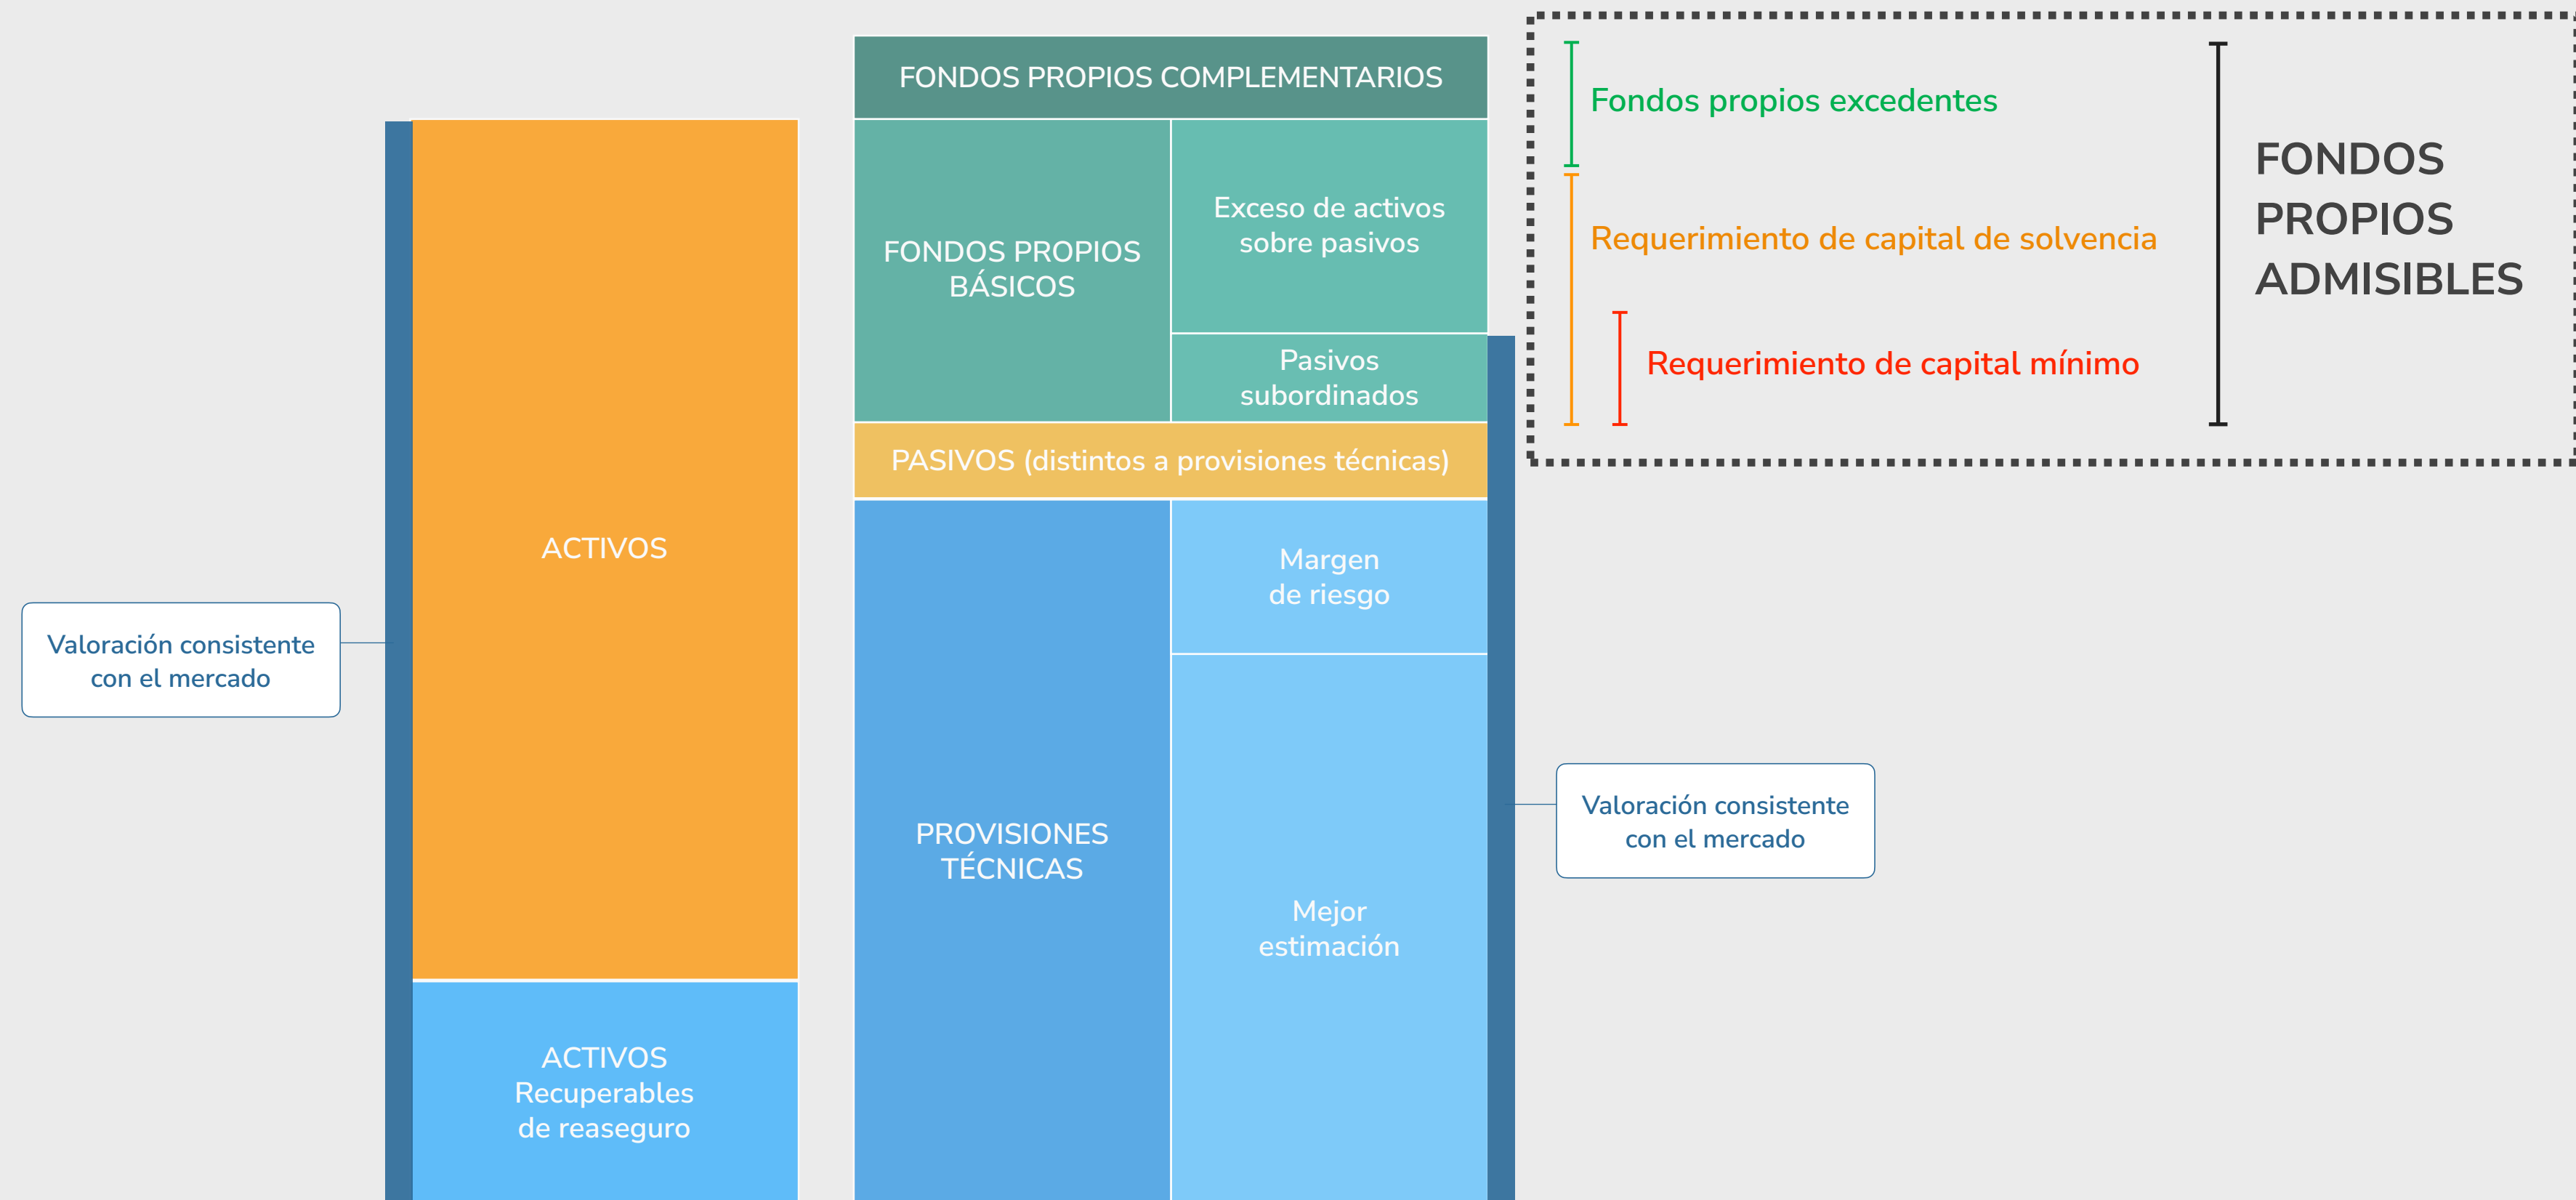 FONDOS PROPIOS COMPLEMENTARIOS
FONDOS PROPIOS
BÁSICOS
Exceso de activos
sobre pasivos
Pasivos
subordinados
PASIVOS (distintos a provisiones técnicas)
PROVISIONES
TÉCNICAS
Margen
de riesgo
Mejor
estimación
ACTIVOS
ACTIVOS
Recuperables
de reaseguro
Valoración consistente
con el mercado
Valoración consistente
con el mercado
Fondos propios excedentes
Requerimiento de capital de solvencia
Requerimiento de capital mínimo
FONDOS
PROPIOS
ADMISIBLES